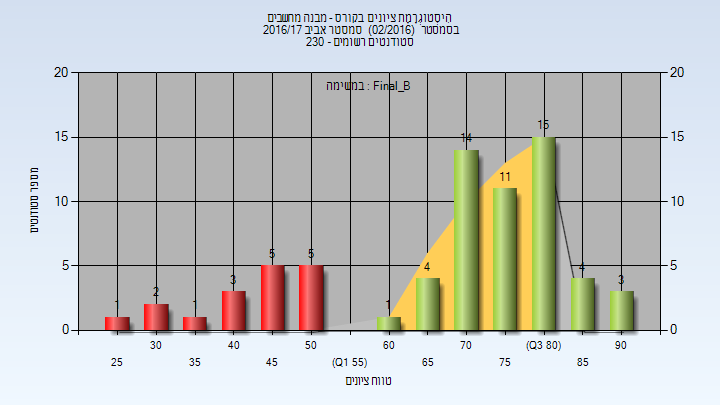 היסטוגרמת ציונים בקורס - מבנה מחשבים
בסמסטר (02/2016) סמסטר אביב 2016/17
סטודנטים רשומים - 230
במשימה : Final_B
מספר סטודנטים
20 20
15 15
10 10
5 5
0 0
1 2 1 3 5 5 1 4 14 11 15 4 3
30 40 50 60 70 (Q3 80) 90
25 35 45 (Q1 55) 65 75 85
טווח ציונים